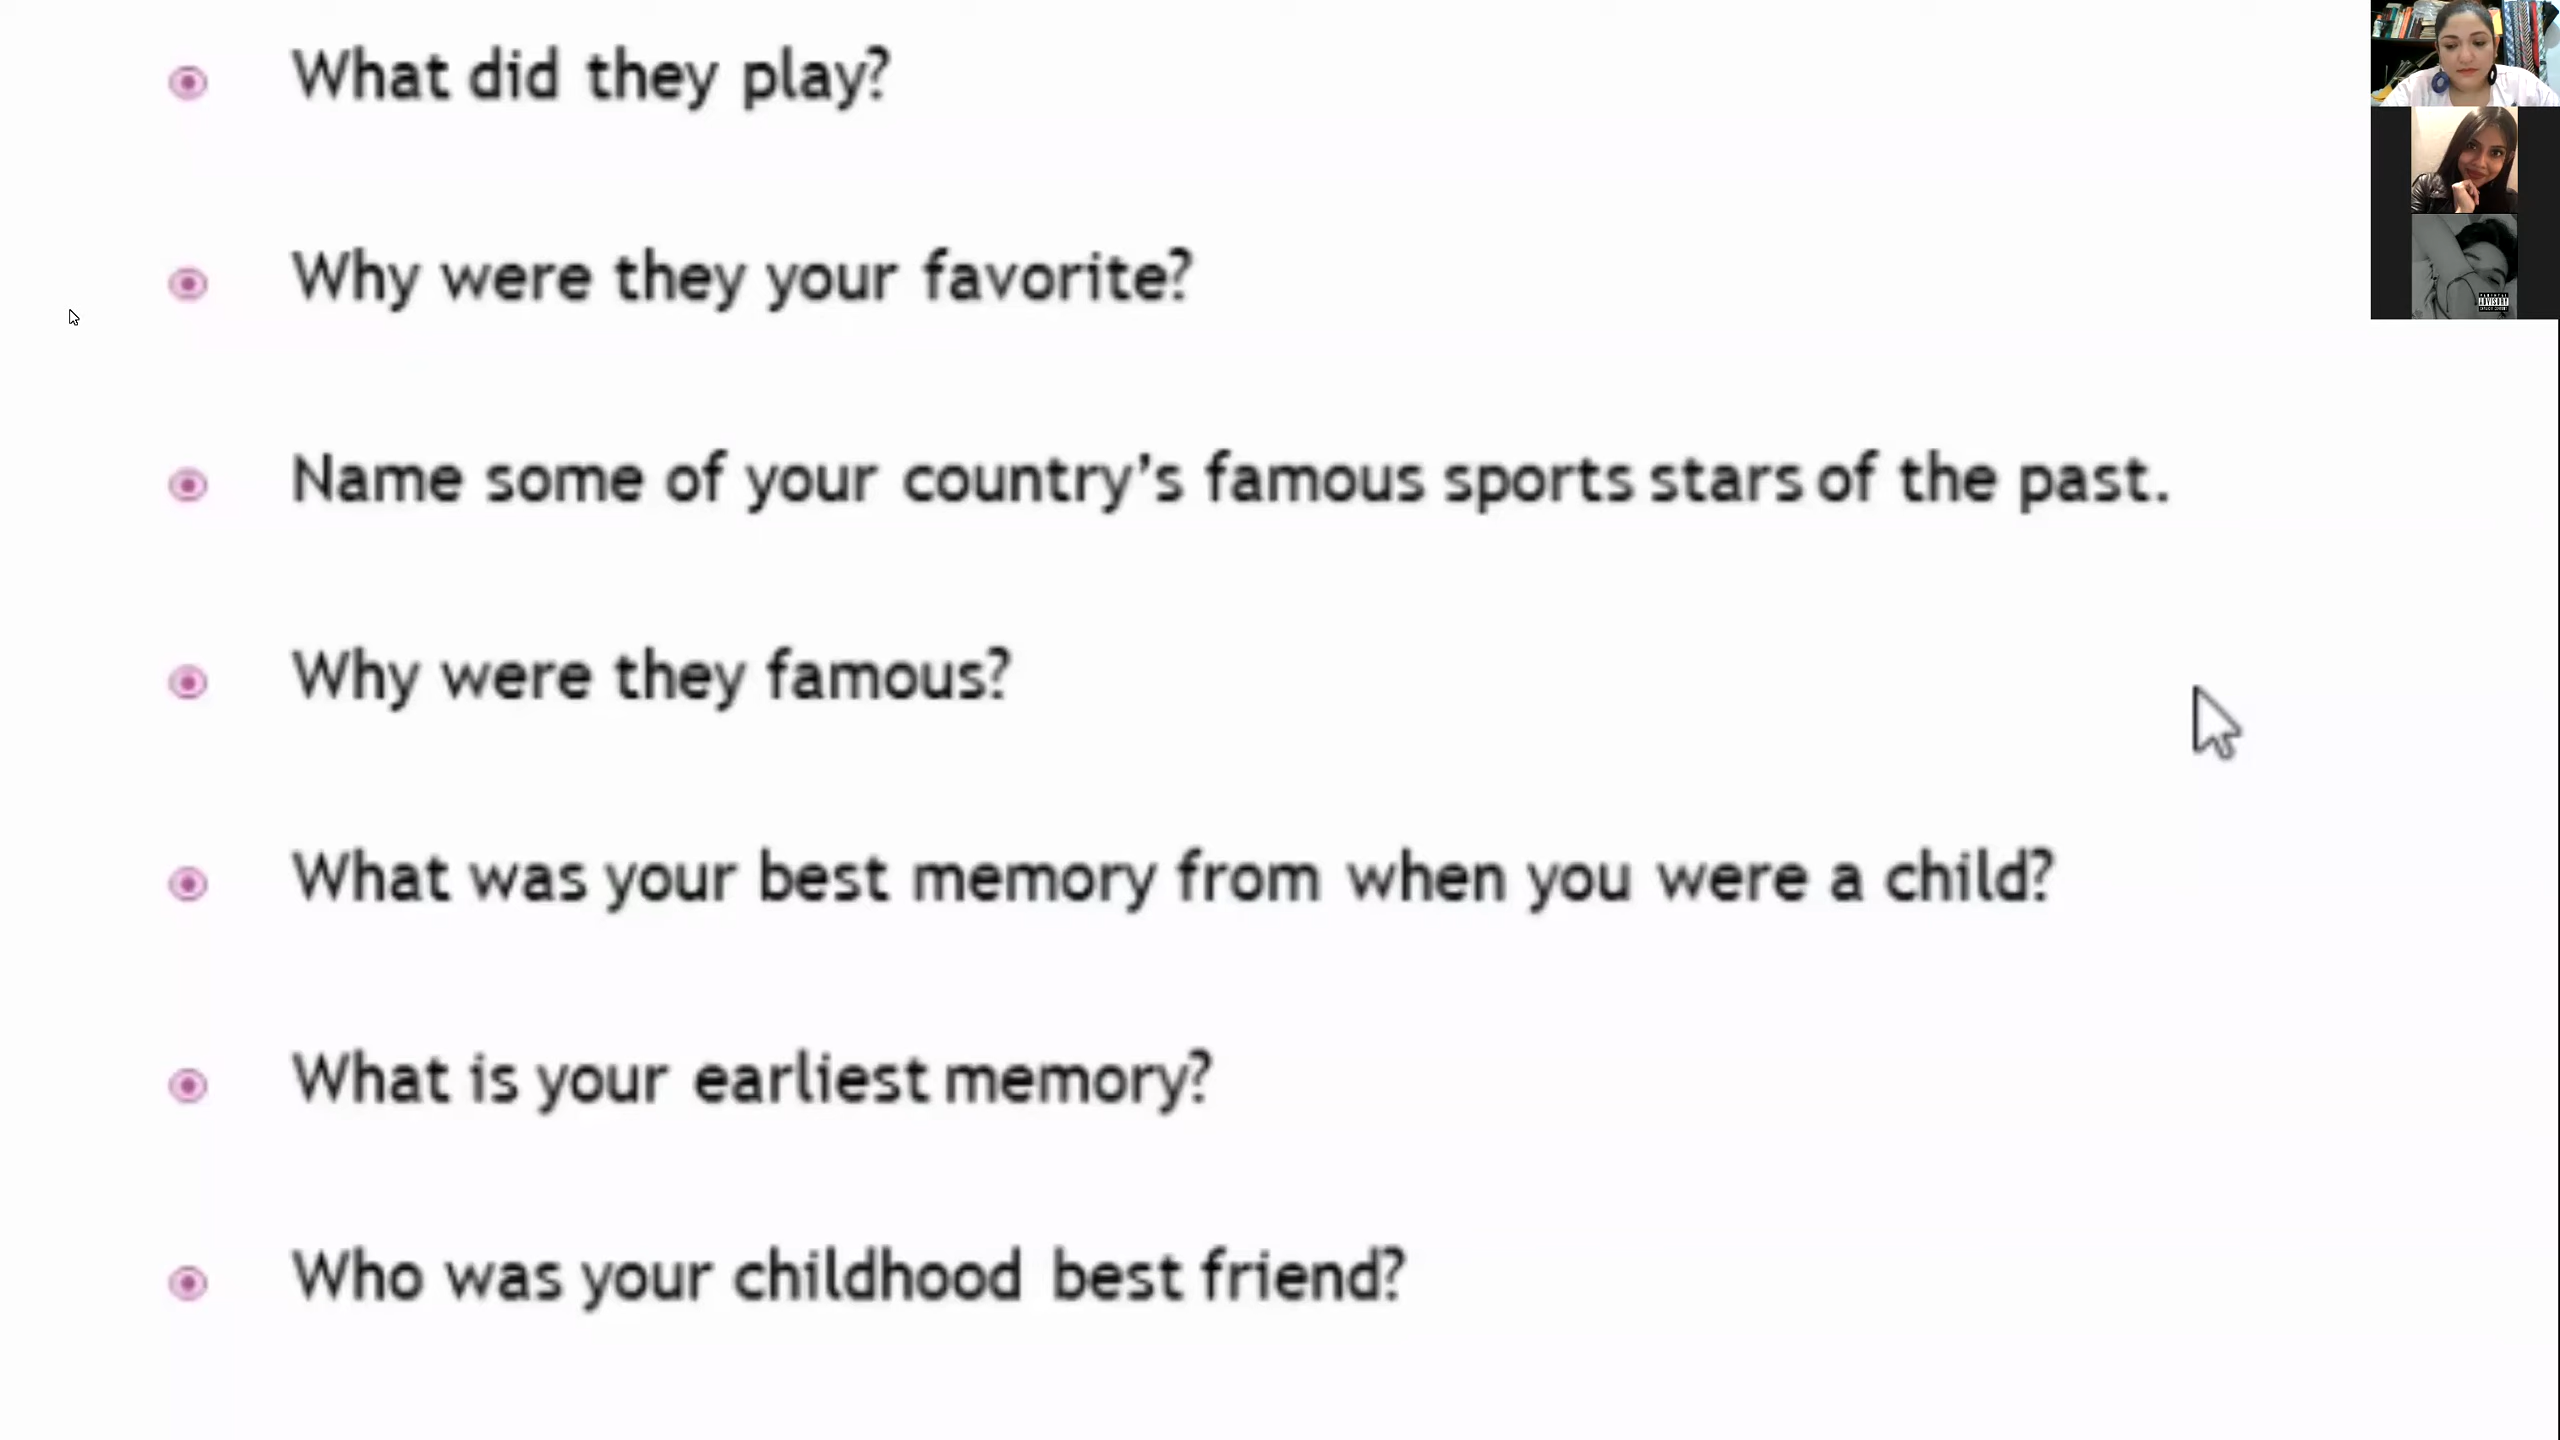 What did they play?
Why were they your favorite?
Name some of your country's famous sports stars of the past.
Why were they famous?
What was your best memory from when you were a child?
What is your earliest memory?
Who was your childhood best friend?
ADVISORY